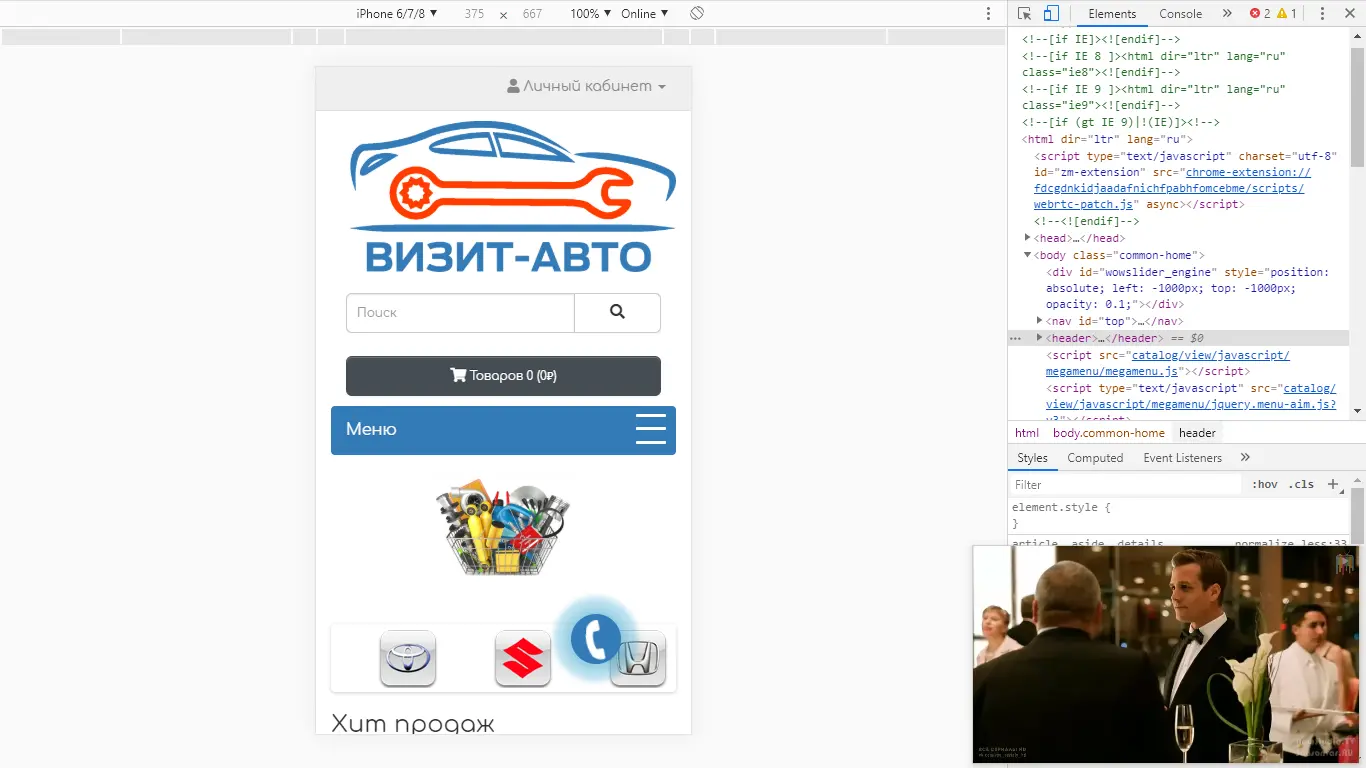 iPhone 6/7/8 ▼ 375 × 667 100% ▼ Online ▼
Личный кабинет
ВИЗИТ-АВТО
Поиск
Товаров 0 (0₽)
Меню
Хит продаж
Elements Console » 2 1
<!--[if IE]><![endif]-->
<!--[if IE 8 ]><html dir="ltr" lang="ru"
class="ie8"><![endif]-->
<!--[if IE 9 ]><html dir="ltr" lang="ru"
class="ie9"><![endif]-->
<!--[if (gt IE 9)|!(IE)]><!-->
<html dir="ltr" lang="ru">
<script type="text/javascript" charset="utf-8"
id="zm-extension" src="chrome-extension://
fdcgdnkidjaadafnichfpabhfomcebme/scripts/
webrtc-patch.js" async></script>
<!--<![endif]-->
<head>…</head>
<body class="common-home">
<div id="wowslider_engine" style="position:
absolute; left: -1000px; top: -1000px;
opacity: 0.1;"></div>
<nav id="top">…</nav>
<header>…</header> == $0
<script src="catalog/view/javascript/
megamenu/megamenu.js"></script>
<script type="text/javascript" src="catalog/
view/javascript/megamenu/jquery.menu-aim.js?
v3"></script>
html body.common-home header
Styles Computed Event Listeners »
Filter :hov .cls +
element.style {
}
article, aside, details, normalize.less:33